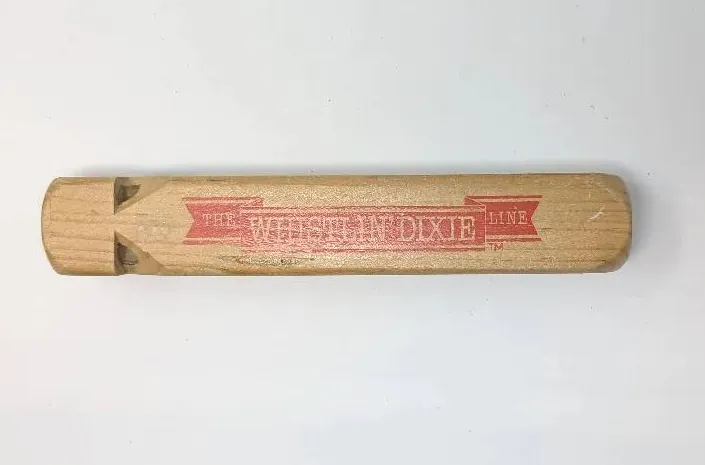 THE WHISTLIN' DIXIE LINE
TM